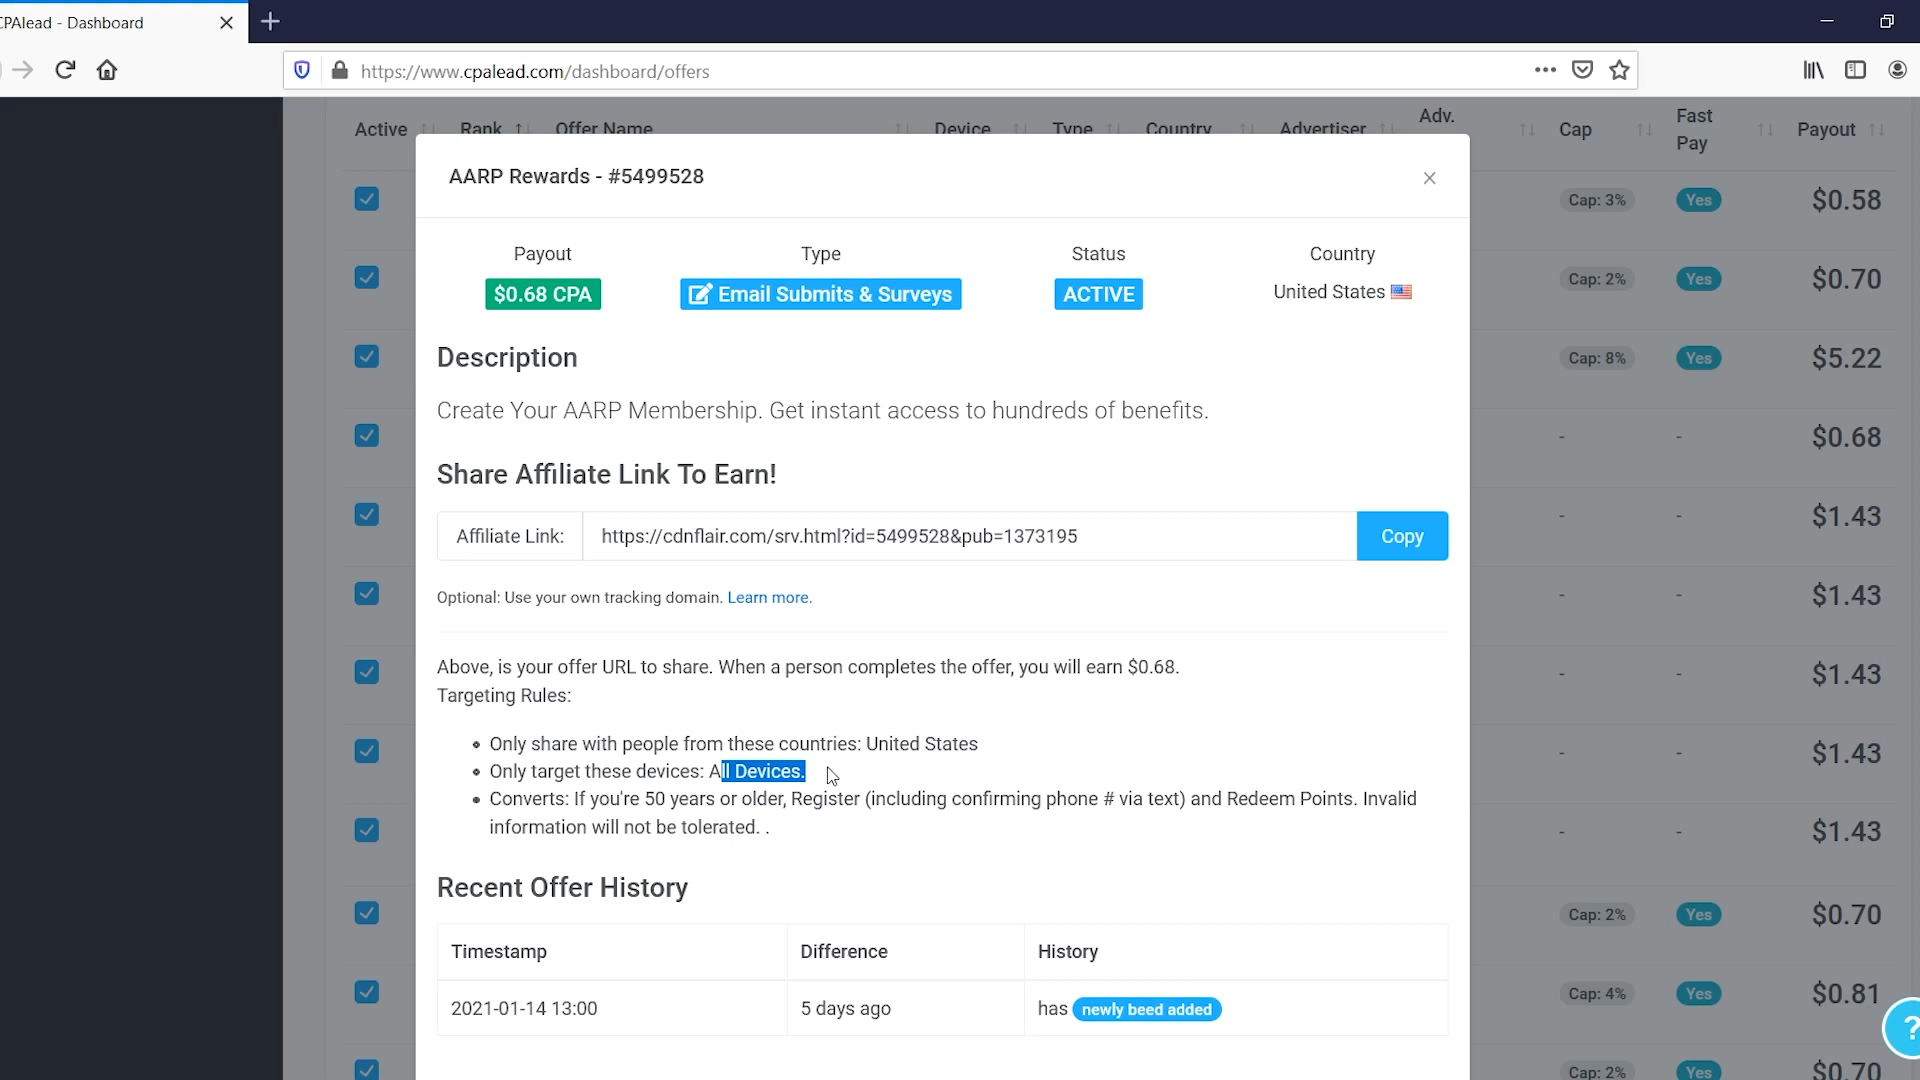 CPAlead - Dashboard
https://www.cpalead.com/dashboard/offers
Active Rank Offer Name Device Type Country Advertiser Adv. Cap Fast Pay Payout
AARP Rewards - #5499528
Cap: 3% Yes $0.58
Payout Type Status Country
$0.68 CPA Email Submits & Surveys ACTIVE United States
Cap: 2% Yes $0.70
Description
Cap: 8% Yes $5.22
Create Your AARP Membership. Get instant access to hundreds of benefits.
- - $0.68
Share Affiliate Link To Earn!
Affiliate Link: https://cdnflair.com/srv.html?id=5499528&pub=1373195 Copy
- - $1.43
Optional: Use your own tracking domain. Learn more.
- - $1.43
Above, is your offer URL to share. When a person completes the offer, you will earn $0.68.
- - $1.43
Targeting Rules:
• Only share with people from these countries: United States
- - $1.43
• Only target these devices: All Devices.
• Converts: If you're 50 years or older, Register (including confirming phone # via text) and Redeem Points. Invalid
information will not be tolerated. .
- - $1.43
Recent Offer History
Cap: 2% Yes $0.70
Timestamp Difference History
2021-01-14 13:00 5 days ago has newly beed added
Cap: 4% Yes $0.81
?
Cap: 2% Yes $0.70